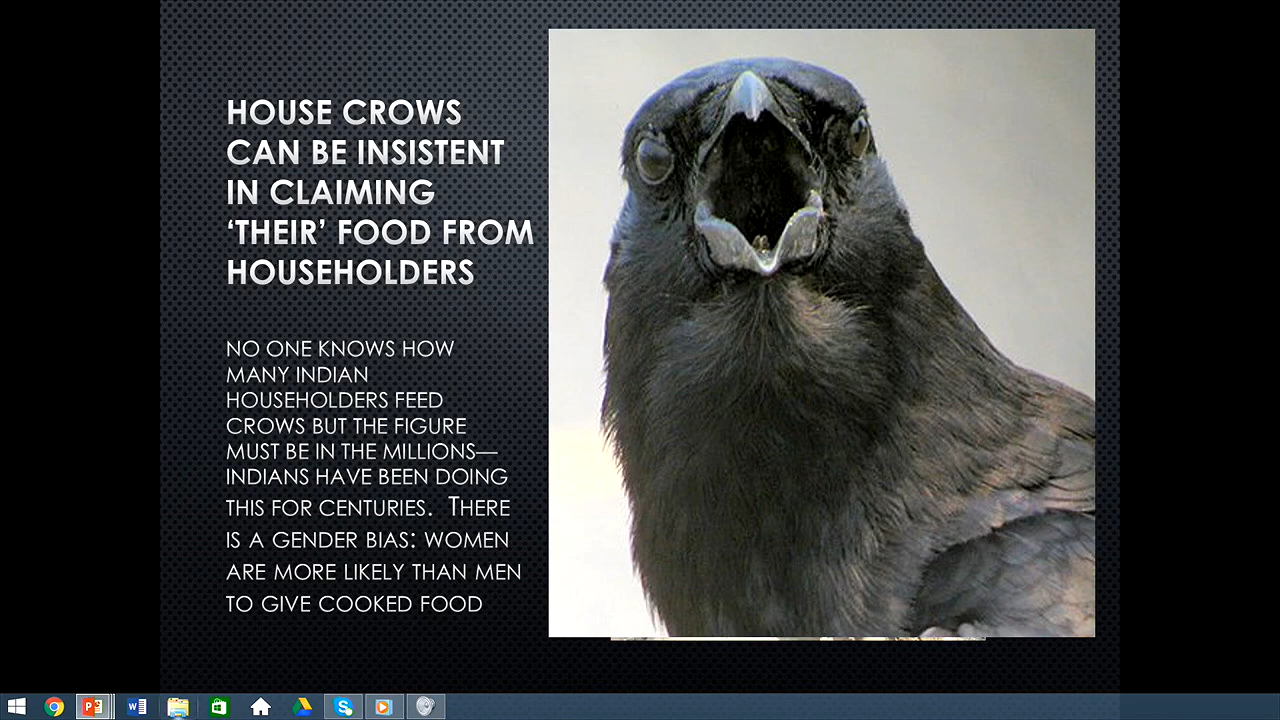 HOUSE CROWS
CAN BE INSISTENT
IN CLAIMING
‘THEIR’ FOOD FROM
HOUSEHOLDERS
NO ONE KNOWS HOW
MANY INDIAN
HOUSEHOLDERS FEED
CROWS BUT THE FIGURE
MUST BE IN THE MILLIONS—
INDIANS HAVE BEEN DOING
THIS FOR CENTURIES. THERE
IS A GENDER BIAS: WOMEN
ARE MORE LIKELY THAN MEN
TO GIVE COOKED FOOD